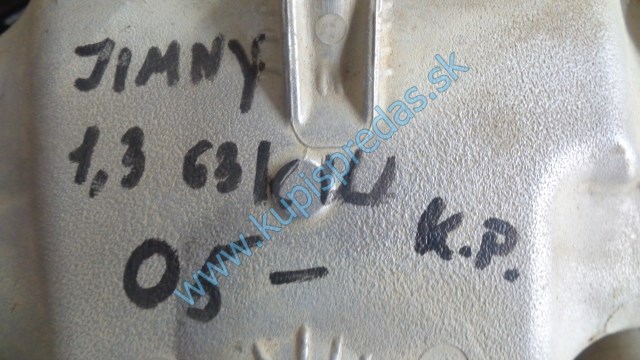 JIMNY
1,3 63KW
05 -
K.P.
www.kupispredas.sk